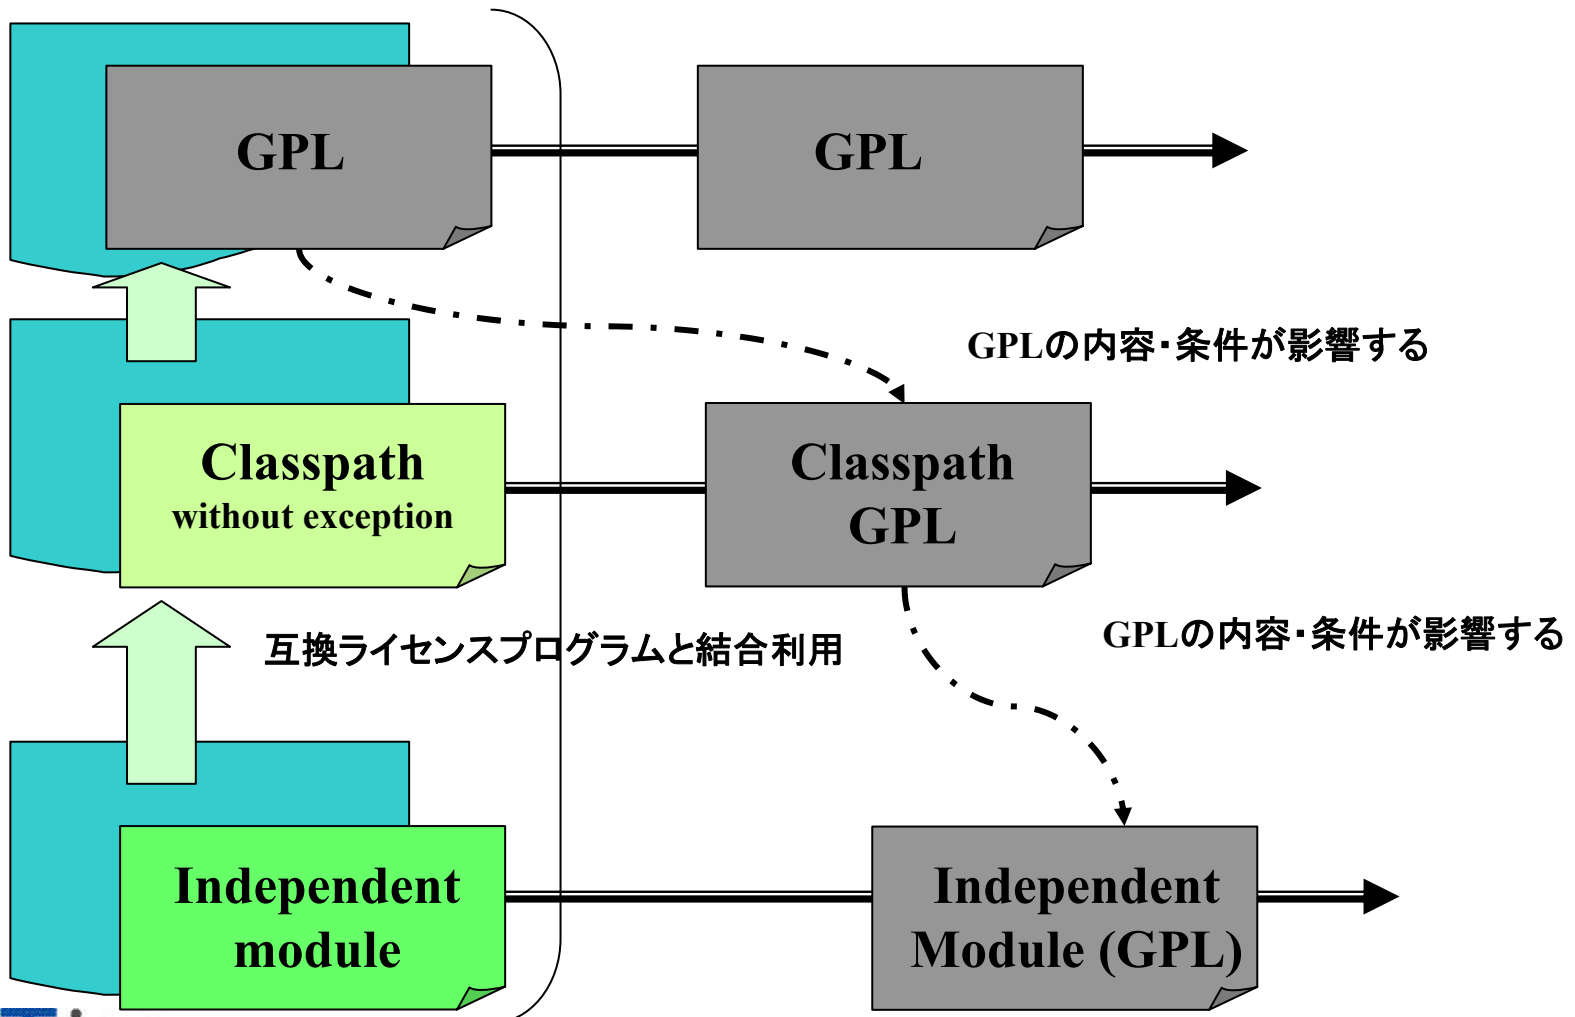 GPL
GPL
GPLの内容・条件が影響する
Classpath
without exception
Classpath
GPL
互換ライセンスプログラムと結合利用
GPLの内容・条件が影響する
Independent
module
Independent
Module (GPL)